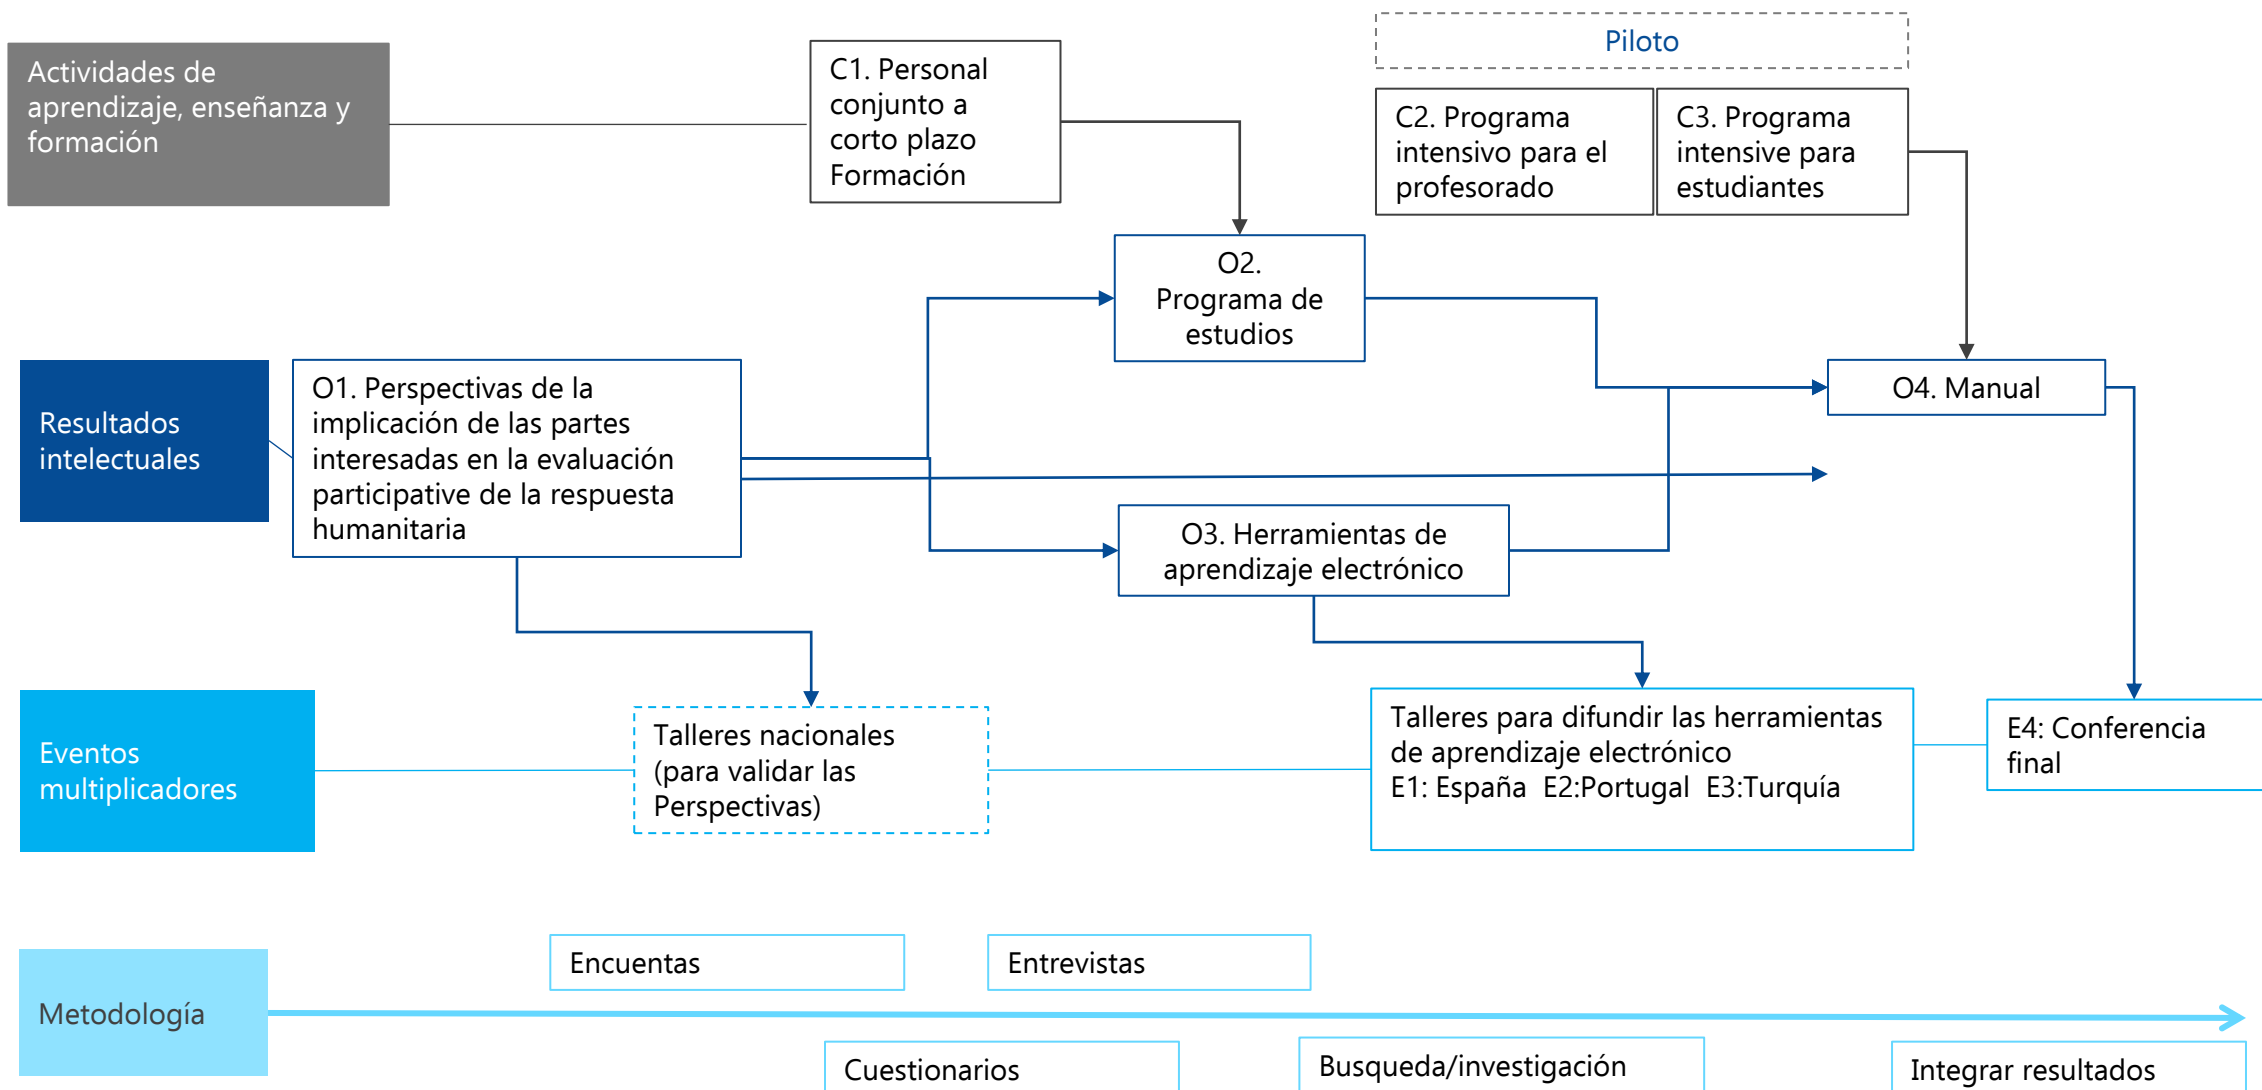 Piloto
Actividades de
aprendizaje, enseñanza y
formación
C1. Personal
conjunto a
corto plazo
Formación
C2. Programa
intensivo para el
profesorado
C3. Programa
intensive para
estudiantes
O2.
Programa de
estudios
Resultados
intelectuales
O1. Perspectivas de la
implicación de las partes
interesadas en la evaluación
participative de la respuesta
humanitaria
O4. Manual
O3. Herramientas de
aprendizaje electrónico
Eventos
multiplicadores
Talleres nacionales
(para validar las
Perspectivas)
Talleres para difundir las herramientas
de aprendizaje electrónico
E1: España E2:Portugal E3:Turquía
E4: Conferencia
final
Metodología
Encuentas
Entrevistas
Cuestionarios
Busqueda/investigación
Integrar resultados